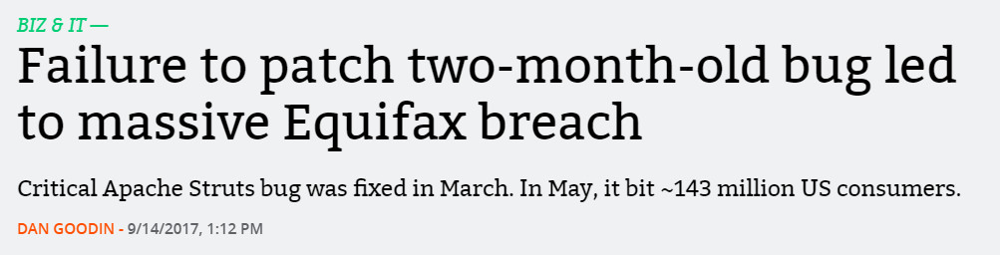 BIZ & IT —
Failure to patch two-month-old bug led
to massive Equifax breach
Critical Apache Struts bug was fixed in March. In May, it bit ~143 million US consumers.
DAN GOODIN - 9/14/2017, 1:12 PM